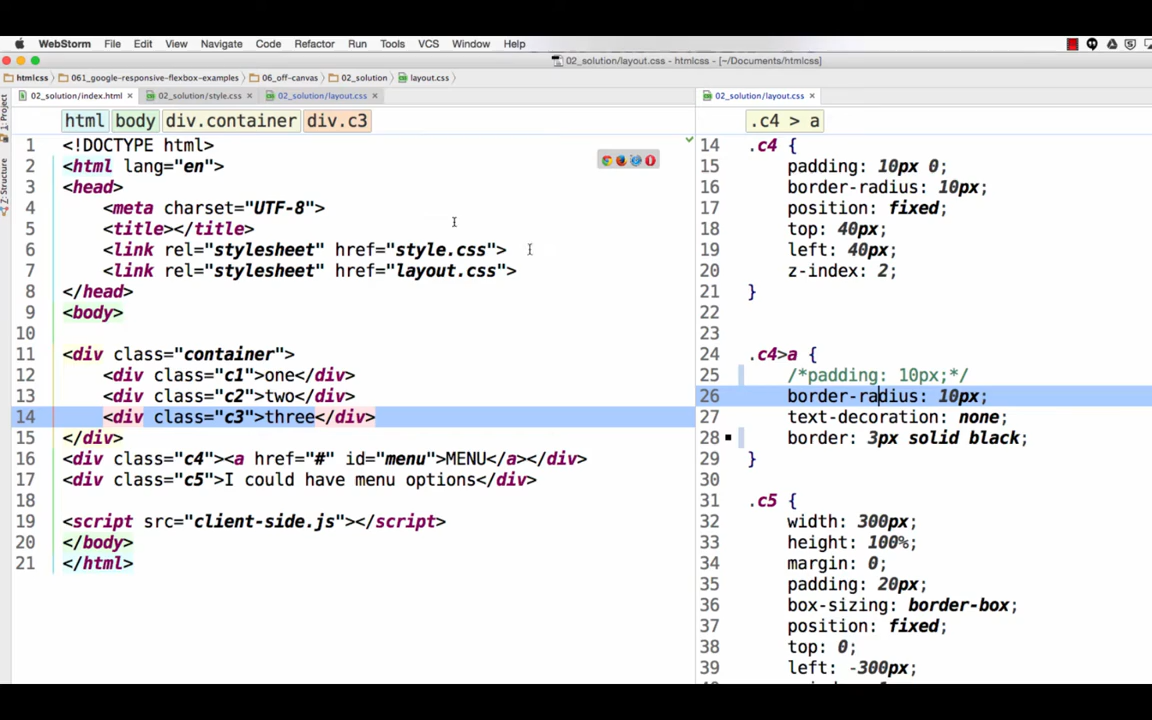 WebStorm File Edit View Navigate Code Refactor Run Tools VCS Window Help
02_solution/layout.css - htmlcss - [~/Documents/htmlcss]
htmlcss 061_google-responsive-flexbox-examples 06_off-canvas 02_solution layout.css
02_solution/index.html × 02_solution/style.css × 02_solution/layout.css ×
02_solution/layout.css ×
1: Project
7: Structure
html body div.container div.c3
1 <!DOCTYPE html>
2 <html lang="en">
3 <head>
4 <meta charset="UTF-8">
5 <title></title>
6 <link rel="stylesheet" href="style.css">
7 <link rel="stylesheet" href="layout.css">
8 </head>
9 <body>
10
11 <div class="container">
12 <div class="c1">one</div>
13 <div class="c2">two</div>
14 <div class="c3">three</div>
15 </div>
16 <div class="c4"><a href="#" id="menu">MENU</a></div>
17 <div class="c5">I could have menu options</div>
18
19 <script src="client-side.js"></script>
20 </body>
21 </html>
.c4 > a
14 .c4 {
15 padding: 10px 0;
16 border-radius: 10px;
17 position: fixed;
18 top: 40px;
19 left: 40px;
20 z-index: 2;
21 }
22
23
24 .c4>a {
25 /*padding: 10px;*/
26 border-radius: 10px;
27 text-decoration: none;
28 border: 3px solid black;
29 }
30
31 .c5 {
32 width: 300px;
33 height: 100%;
34 margin: 0;
35 padding: 20px;
36 box-sizing: border-box;
37 position: fixed;
38 top: 0;
39 left: -300px;